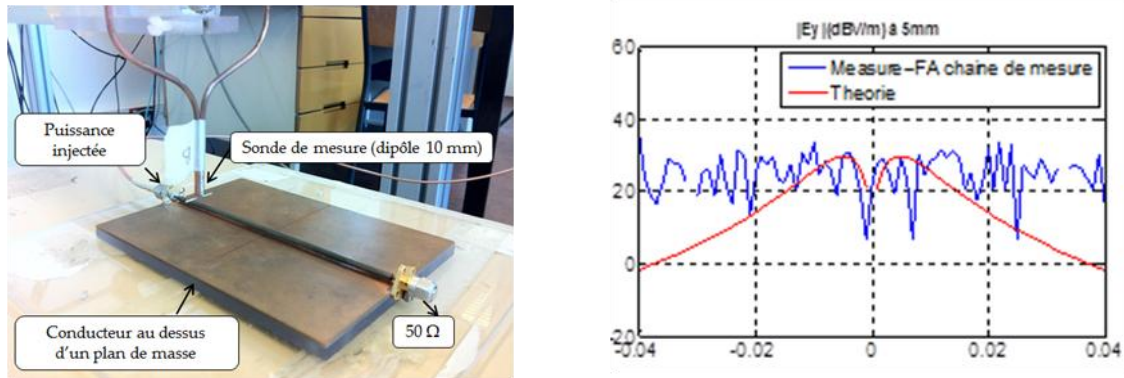 Puissance
injectée
Sonde de mesure (dipôle 10 mm)
Conducteur au dessus
d'un plan de masse
50 Ω
|Ey |(dBV/m) à 5mm
Measure–FA chaine de mesure
Theorie
60
40
20
0
-20
-0.04
-0.02
0
0.02
0.04